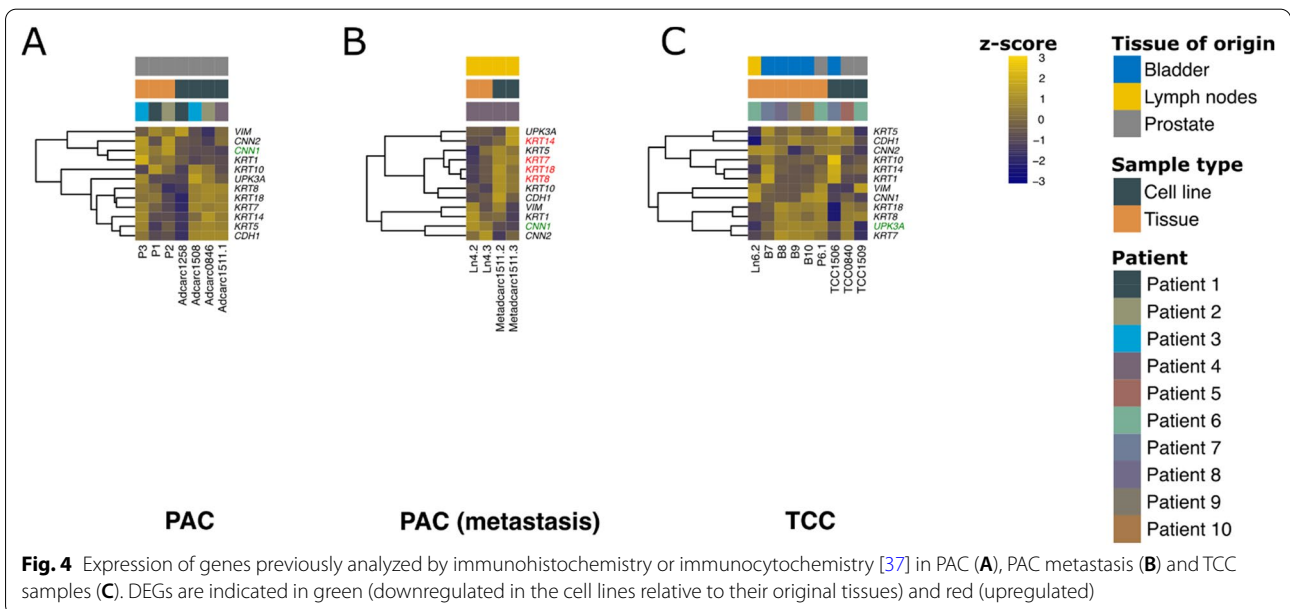 A
B
C
z-score
3
2
1
0
-1
-2
-3
Tissue of origin
Bladder
Lymph nodes
Prostate
Sample type
Cell line
Tissue
Patient
Patient 1
Patient 2
Patient 3
Patient 4
Patient 5
Patient 6
Patient 7
Patient 8
Patient 9
Patient 10
VIM
CNN2
CNN1
KRT1
KRT10
UPK3A
KRT8
KRT18
KRT7
KRT14
KRT5
CDH1
P3
P1
P2
Adcarc1258
Adcarc1508
Adcarc0846
Adcarc1511.1
PAC
UPK3A
KRT14
KRT5
KRT7
KRT18
KRT8
KRT10
CDH1
VIM
KRT1
CNN1
CNN2
Ln4.2
Ln4.3
Metadcarc1511.2
Metadcarc1511.3
PAC (metastasis)
KRT5
CDH1
CNN2
KRT10
KRT14
KRT1
VIM
CNN1
KRT18
KRT8
UPK3A
KRT7
Ln6.2
B7
B8
B9
B10
P6.1
TCC1506
TCC0840
TCC1509
TCC
Fig. 4 Expression of genes previously analyzed by immunohistochemistry or immunocytochemistry [37] in PAC (A), PAC metastasis (B) and TCC
samples (C). DEGs are indicated in green (downregulated in the cell lines relative to their original tissues) and red (upregulated)